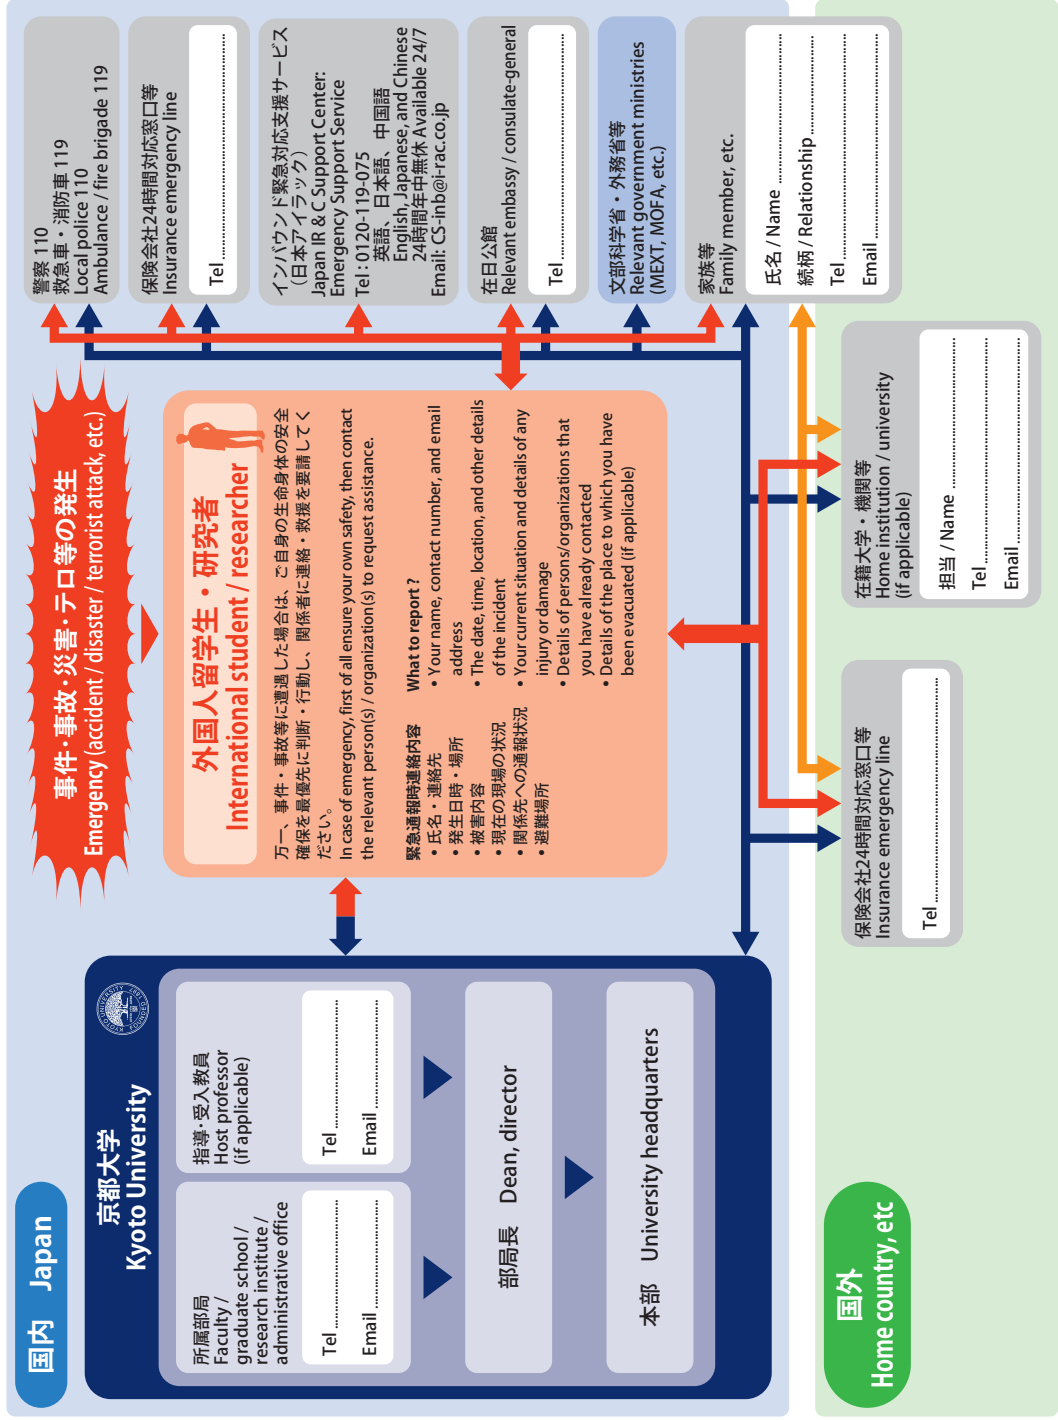 国内 Japan
事件・事故・災害・テロ等の発生
Emergency (accident / disaster / terrorist attack, etc.)
京都大学
Kyoto University
KYOTO UNIVERSITY
FOUNDED 1897
所属部局
Faculty /
graduate school /
research institute /
administrative office
Tel
Email
指導・受入教員
Host professor
(if applicable)
Tel
Email
部局長 Dean, director
本部 University headquarters
外国人留学生・研究者
International student / researcher
万一、事件・事故等に遭遇した場合は、ご自身の生命身体の安全
確保を最優先に判断・行動し、関係者に連絡・救援を要請してく
ださい。
In case of emergency, first of all ensure your own safety, then contact
the relevant person(s) / organization(s) to request assistance.
緊急通報時連絡内容
• 氏名・連絡先
• 発生日時・場所
• 被害内容
• 現在の現場の状況
• 関係先への通報状況
• 避難場所
What to report ?
• Your name, contact number, and email
address
• The date, time, location, and other details
of the incident
• Your current situation and details of any
injury or damage
• Details of persons/organizations that
you have already contacted
• Details of the place to which you have
been evacuated (if applicable)
警察 110
救急車・消防車 119
Local police 110
Ambulance / fire brigade 119
保険会社24時間対応窓口等
Insurance emergency line
Tel
インバウンド緊急対応支援サービス
（日本アイラック）
Japan IR & C Support Center:
Emergency Support Service
Tel : 0120-119-075
英語、日本語、中国語
English, Japanese, and Chinese
24時間年中無休 Available 24/7
Email: CS-inb@i-rac.co.jp
在日公館
Relevant embassy / consulate-general
Tel
文部科学省・外務省等
Relevant government ministries
(MEXT, MOFA, etc.)
家族等
Family member, etc.
氏名 / Name
続柄 / Relationship
Tel
Email
国外
Home country, etc
保険会社24時間対応窓口等
Insurance emergency line
Tel
在籍大学・機関等
Home institution / university
(if applicable)
担当 / Name
Tel
Email